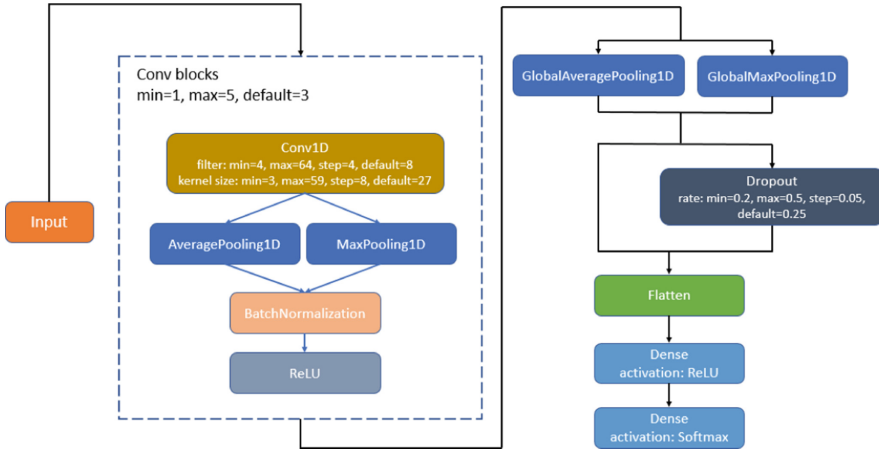 Input
Conv blocks
min=1, max=5, default=3
Conv1D
filter: min=4, max=64, step=4, default=8
kernel size: min=3, max=59, step=8, default=27
AveragePooling1D
MaxPooling1D
BatchNormalization
ReLU
GlobalAveragePooling1D
GlobalMaxPooling1D
Dropout
rate: min=0.2, max=0.5, step=0.05,
default=0.25
Flatten
Dense
activation: ReLU
Dense
activation: Softmax